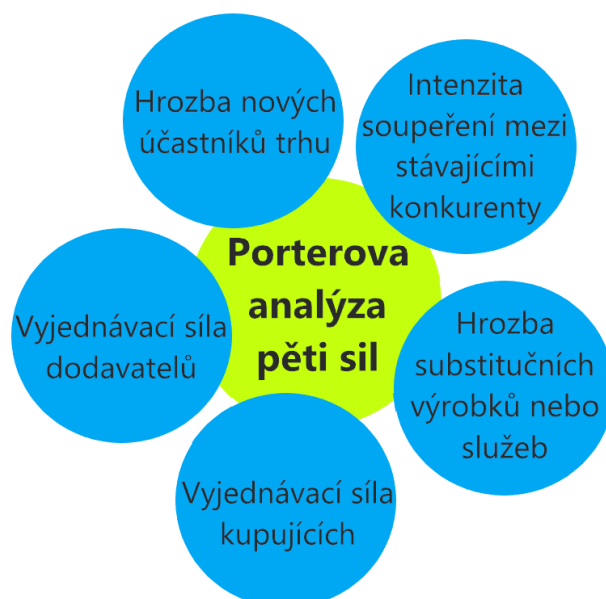 Hrozba nových
účastníků trhu
Intenzita
soupeření mezi
stávajícími
konkurenty
Porterova
analýza
pěti sil
Vyjednávací síla
dodavatelů
Hrozba
substitučních
výrobků nebo
služeb
Vyjednávací síla
kupujících